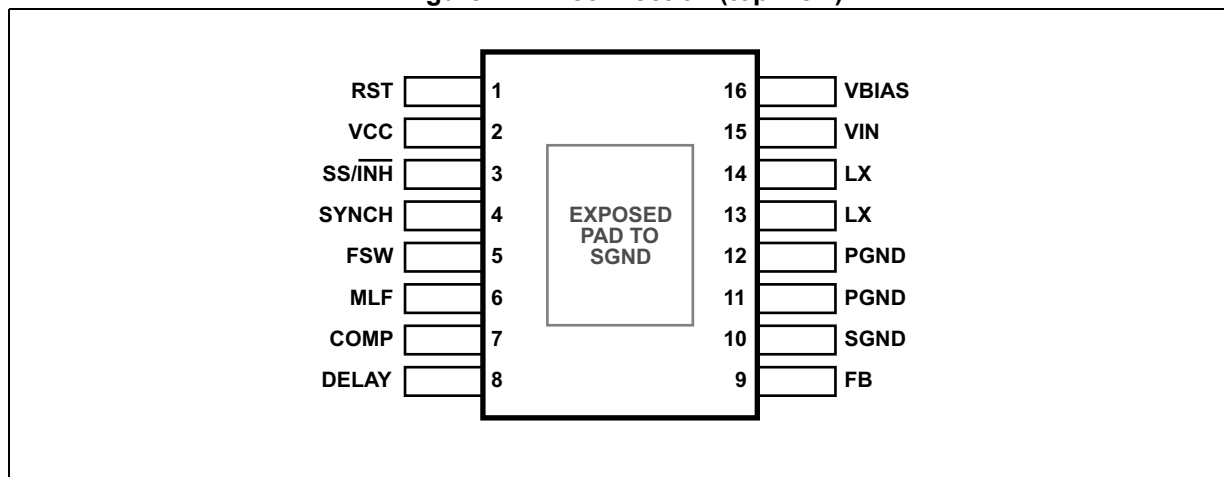 RST 1 16 VBIAS
VCC 2 15 VIN
SS/INH 3 14 LX
SYNCH 4 13 LX
EXPOSED
PAD TO
SGND
FSW 5 12 PGND
MLF 6 11 PGND
COMP 7 10 SGND
DELAY 8 9 FB